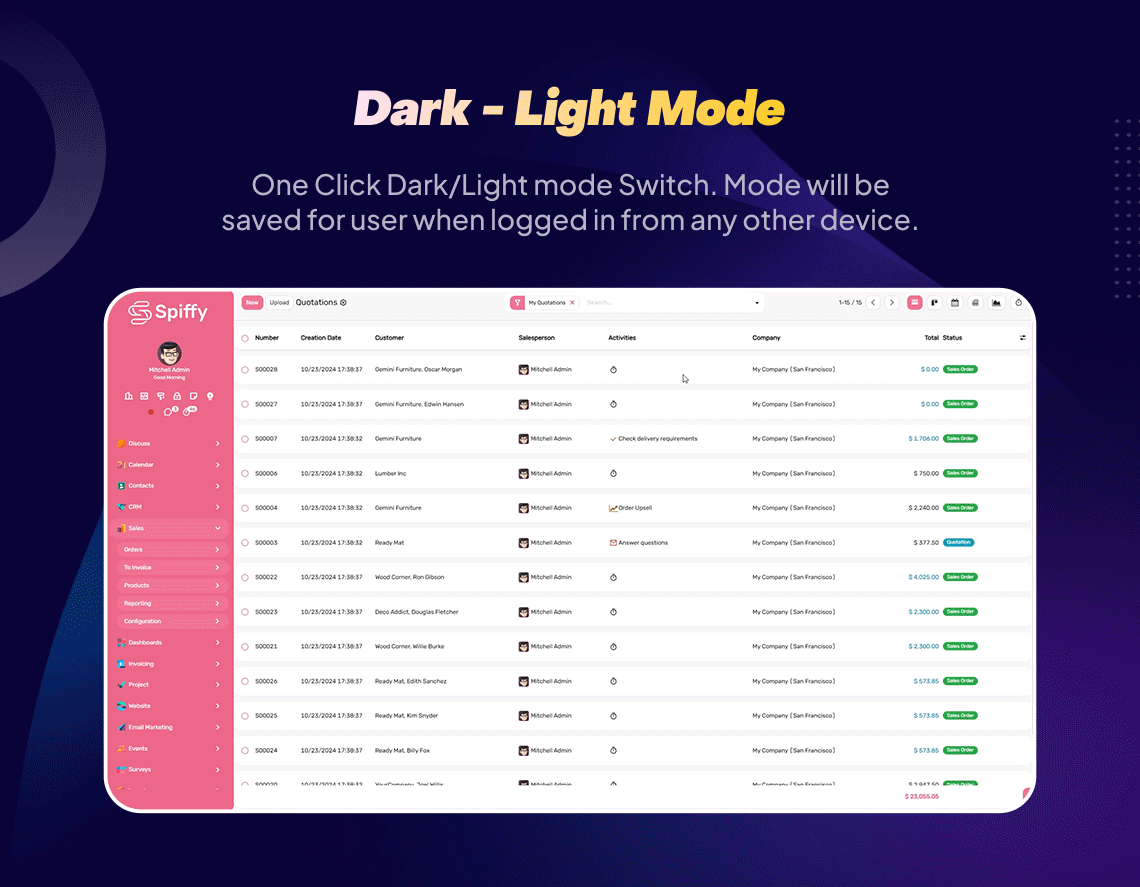 Dark - Light Mode
One Click Dark/Light mode Switch. Mode will be
saved for user when logged in from any other device.
Spiffy
Mitchell Admin
Good Morning
Discuss
Calendar
Contacts
CRM
Sales
Orders
To Invoice
Products
Reporting
Configuration
Dashboards
Invoicing
Project
Website
Email Marketing
Events
Surveys
New Upload Quotations My Quotations × Search... 1-15 / 15
Number Creation Date Customer Salesperson Activities Company Total Status
S00028 10/23/2024 17:38:37 Gemini Furniture, Oscar Morgan Mitchell Admin My Company (San Francisco) $ 0.00 Sales Order
S00027 10/23/2024 17:38:37 Gemini Furniture, Edwin Hansen Mitchell Admin My Company (San Francisco) $ 0.00 Sales Order
S00007 10/23/2024 17:38:32 Gemini Furniture Mitchell Admin Check delivery requirements My Company (San Francisco) $ 1,706.00 Sales Order
S00006 10/23/2024 17:38:32 Lumber Inc Mitchell Admin My Company (San Francisco) $ 750.00 Sales Order
S00004 10/23/2024 17:38:32 Gemini Furniture Mitchell Admin Order Upsell My Company (San Francisco) $ 2,240.00 Sales Order
S00003 10/23/2024 17:38:32 Ready Mat Mitchell Admin Answer questions My Company (San Francisco) $ 377.50 Quotation
S00022 10/23/2024 17:38:37 Wood Corner, Ron Gibson Mitchell Admin My Company (San Francisco) $ 4,025.00 Sales Order
S00023 10/23/2024 17:38:37 Deco Addict, Douglas Fletcher Mitchell Admin My Company (San Francisco) $ 2,300.00 Sales Order
S00021 10/23/2024 17:38:37 Wood Corner, Willie Burke Mitchell Admin My Company (San Francisco) $ 2,300.00 Sales Order
S00026 10/23/2024 17:38:37 Ready Mat, Edith Sanchez Mitchell Admin My Company (San Francisco) $ 573.85 Sales Order
S00025 10/23/2024 17:38:37 Ready Mat, Kim Snyder Mitchell Admin My Company (San Francisco) $ 573.85 Sales Order
S00024 10/23/2024 17:38:37 Ready Mat, Billy Fox Mitchell Admin My Company (San Francisco) $ 573.85 Sales Order
S00020 10/23/2024 17:38:37 YourCompany, Joel Willis Mitchell Admin My Company (San Francisco) $ 2,947.50 Sales Order
$ 23,055.05